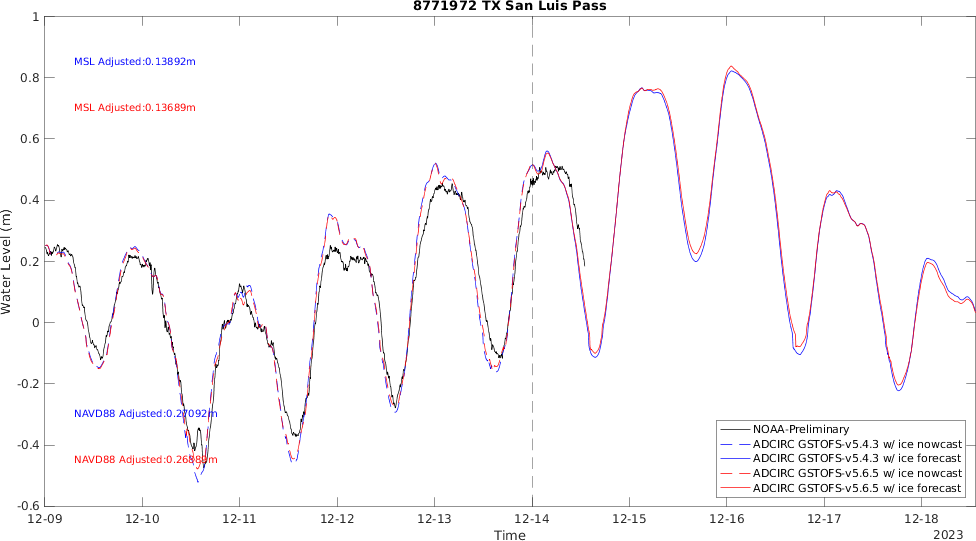 8771972 TX San Luis Pass
1
0.8
0.6
0.4
0.2
0
-0.2
-0.4
-0.6
Water Level (m)
MSL Adjusted:0.13892m
MSL Adjusted:0.13689m
NAVD88 Adjusted:0.27092m
NAVD88 Adjusted:0.26889m
NOAA-Preliminary
ADCIRC GSTOFS-v5.4.3 w/ ice nowcast
ADCIRC GSTOFS-v5.4.3 w/ ice forecast
ADCIRC GSTOFS-v5.6.5 w/ ice nowcast
ADCIRC GSTOFS-v5.6.5 w/ ice forecast
12-09 12-10 12-11 12-12 12-13 12-14 12-15 12-16 12-17 12-18
Time
2023